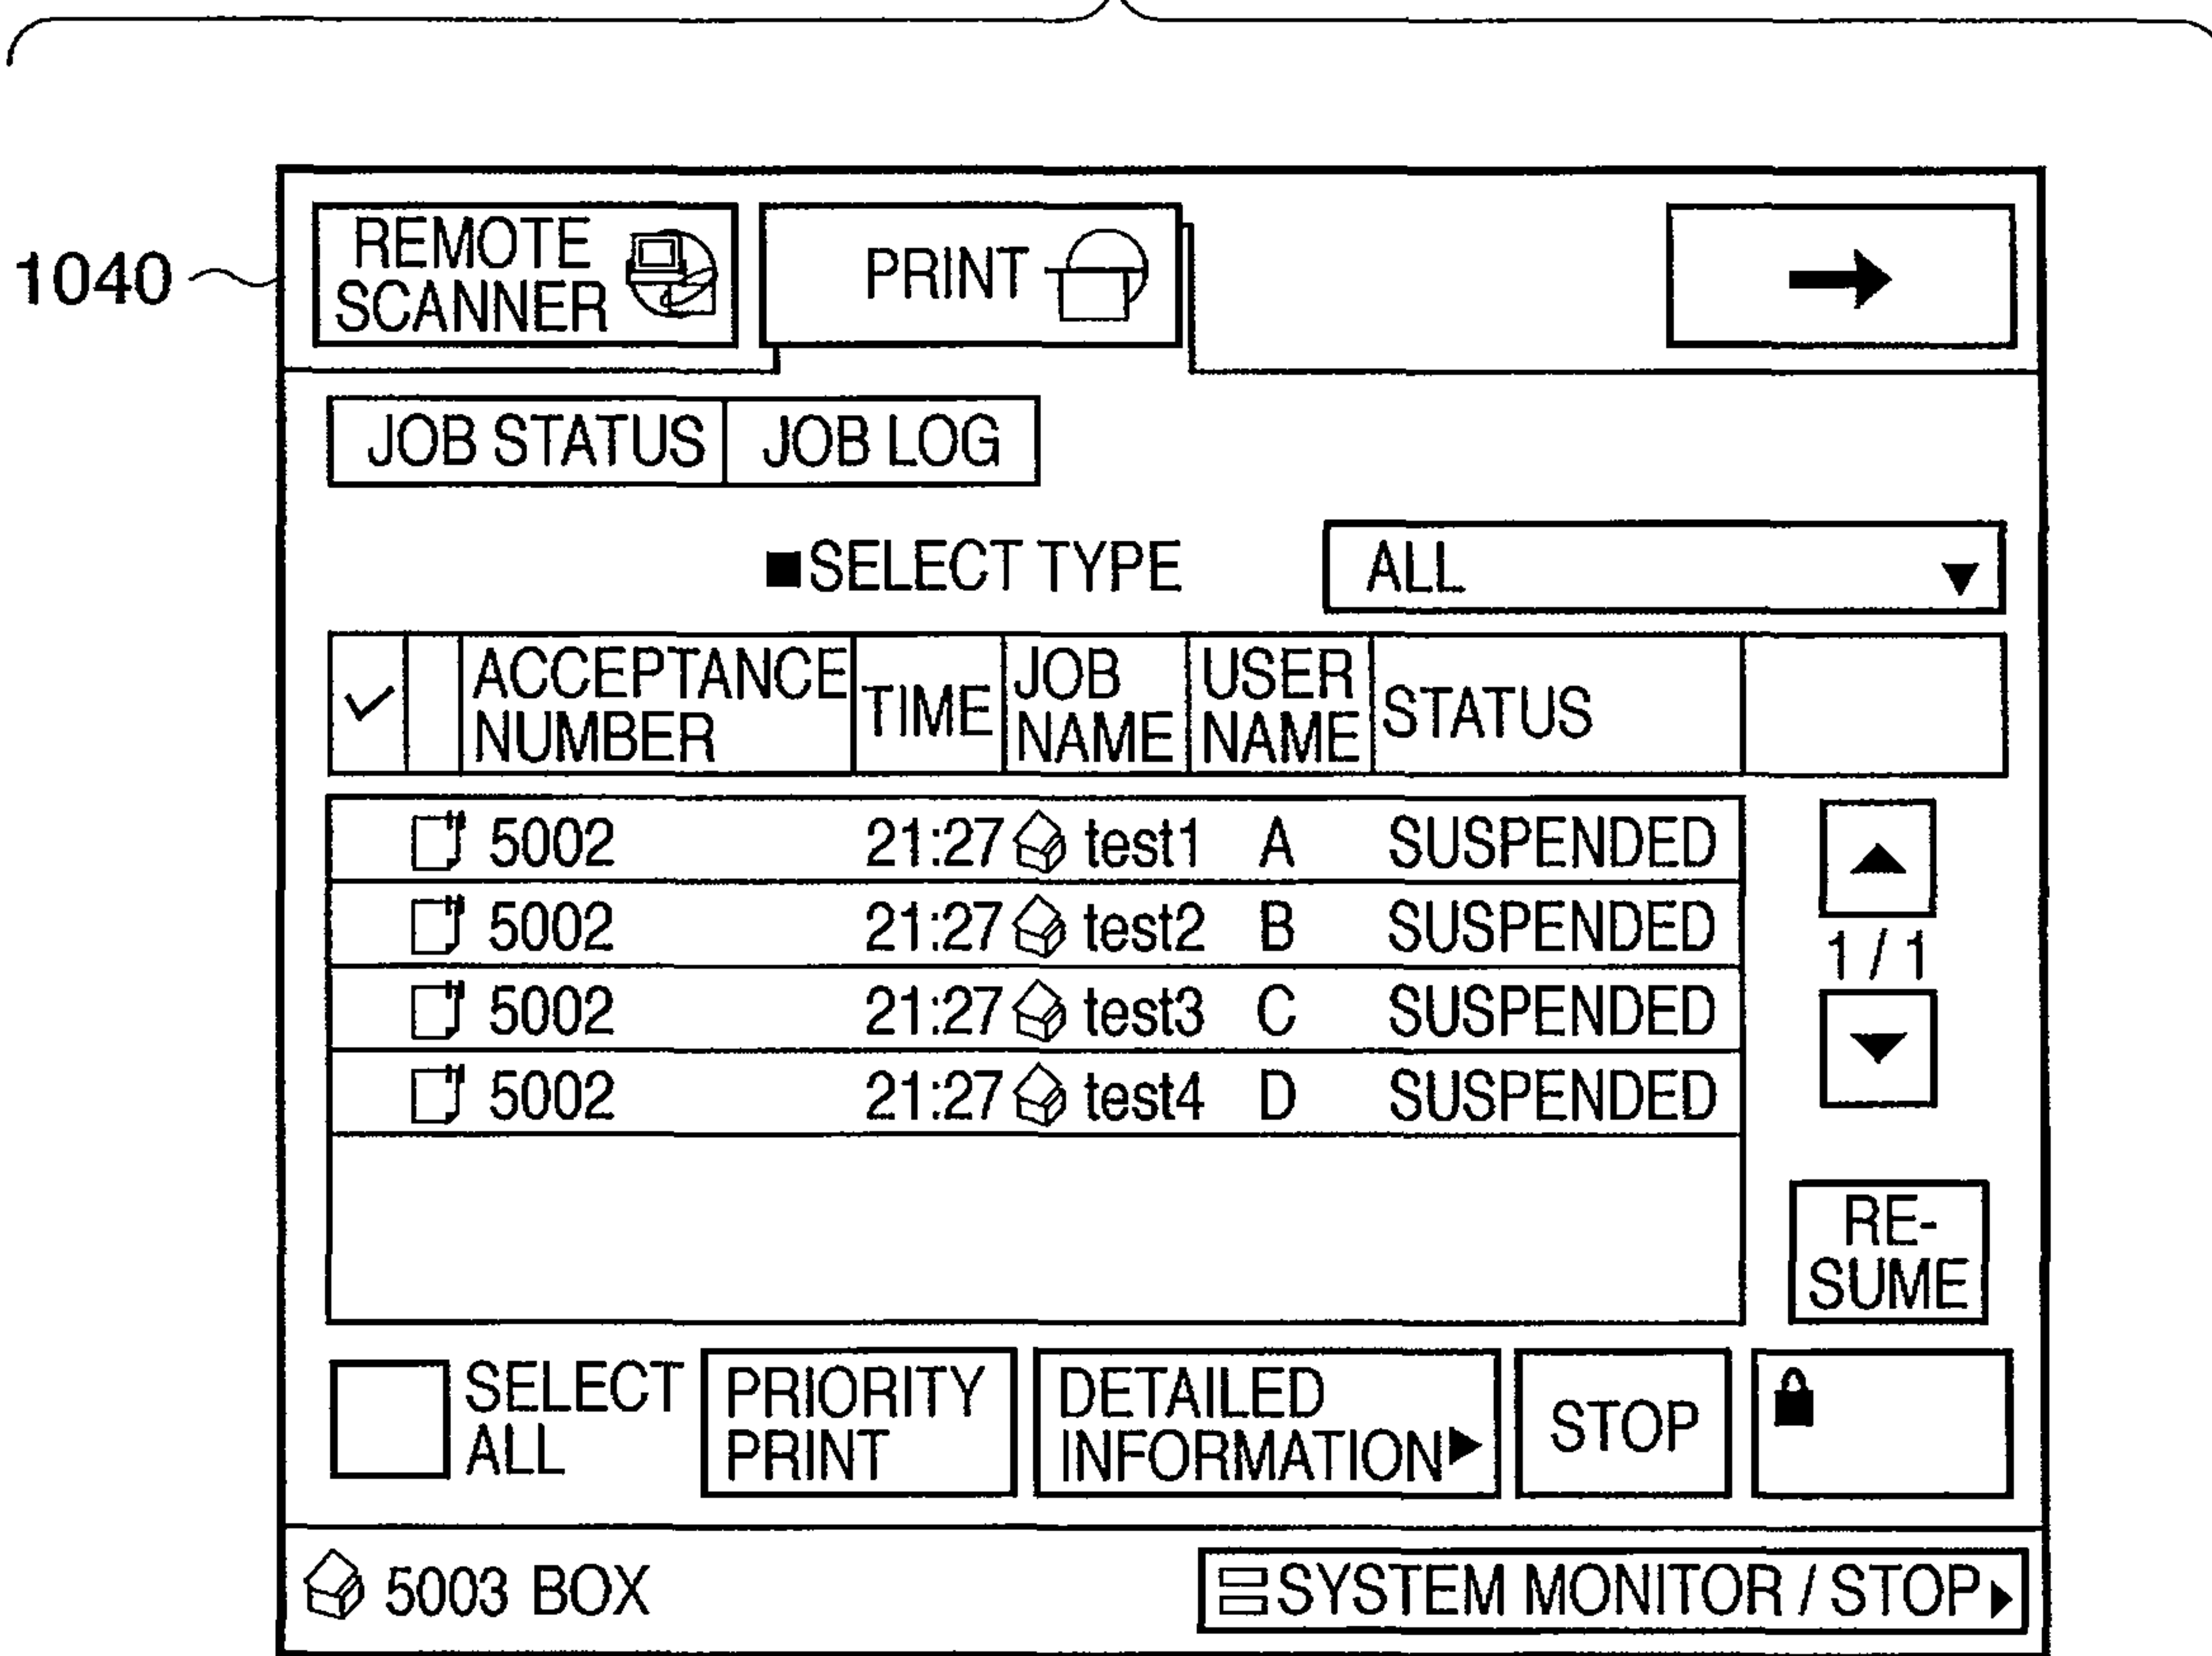 1040
REMOTE
SCANNER
PRINT
JOB STATUS JOB LOG
■SELECT TYPE ALL ▼
✓ ACCEPTANCE NUMBER TIME JOB NAME USER NAME STATUS
5002 21:27 test1 A SUSPENDED
5002 21:27 test2 B SUSPENDED
5002 21:27 test3 C SUSPENDED
5002 21:27 test4 D SUSPENDED
1/1
RE-
SUME
SELECT
ALL
PRIORITY
PRINT
DETAILED
INFORMATION
STOP
5003 BOX
SYSTEM MONITOR / STOP